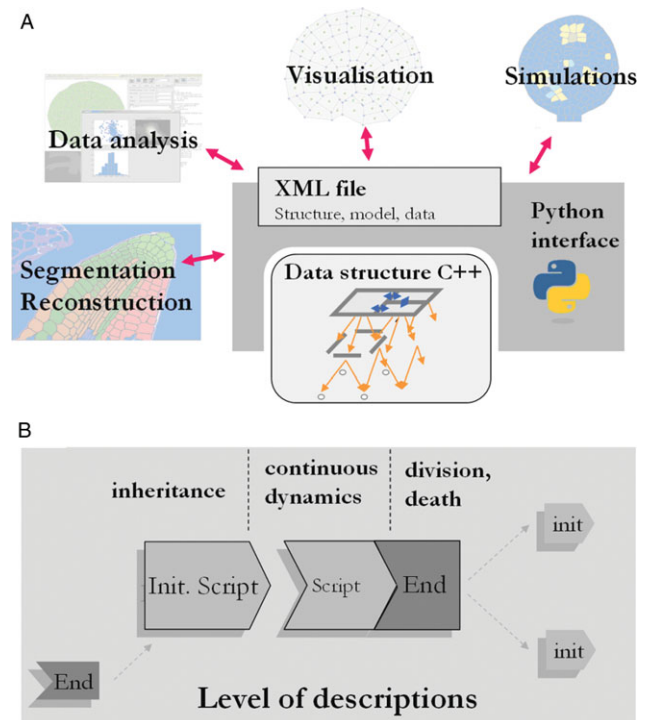 A
Visualisation
Simulations
Data analysis
XML file
Structure, model, data
Python
interface
Segmentation
Reconstruction
Data structure C++
B
inheritance
continuous
dynamics
division,
death
init
Init. Script
Script
End
init
End
Level of descriptions